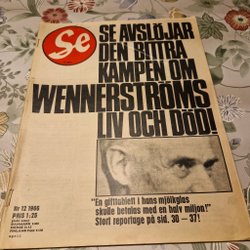 Se
SE AVSLÖJAR
DEN BITTRA
KAMPEN OM
WENNERSTRÖMS
LIV OCH DÖD!
Nr 12 1966
PRIS 1:25
"En gifttablett i hans mjölkglas
skulle betalas med en halv miljon!"
Stort reportage på sid. 30 – 37!